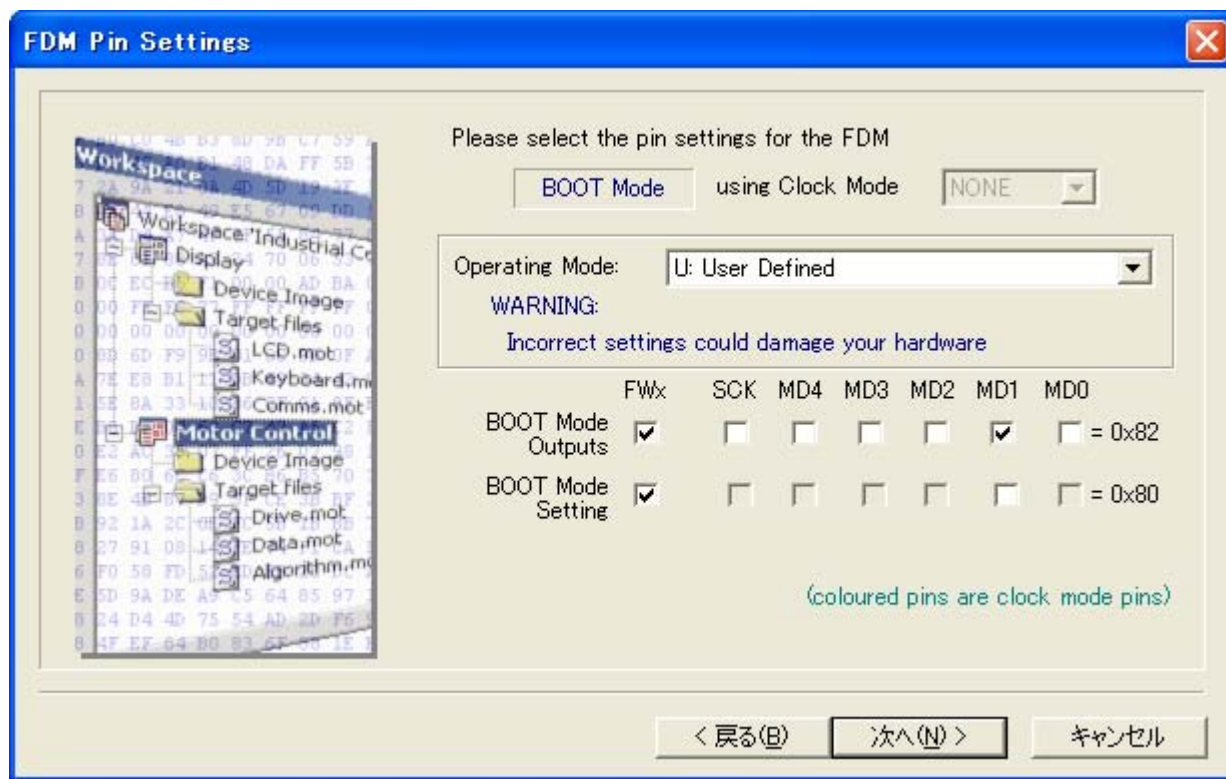 FDM Pin Settings
Please select the pin settings for the FDM
BOOT Mode using Clock Mode NONE
Operating Mode: U: User Defined
WARNING:
Incorrect settings could damage your hardware
FWx SCK MD4 MD3 MD2 MD1 MD0
BOOT Mode
Outputs = 0x82
BOOT Mode
Setting = 0x80
(coloured pins are clock mode pins)
Workspace
Workspace 'Industrial Co
Display
Device Image
Target files
LCD.mot
Keyboard.m
Comms.mot
Motor Control
Device Image
Target files
Drive.mot
Data.mot
Algorithm.mo
< 戻る(B)
次へ(N) >
キャンセル